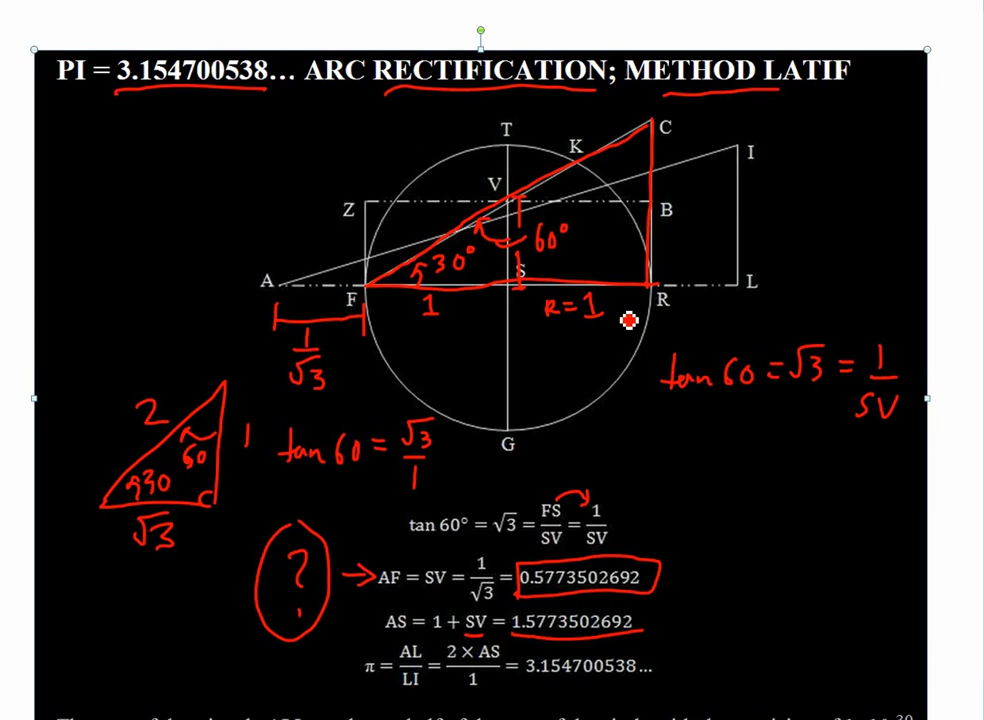 PI = 3.154700538… ARC RECTIFICATION; METHOD LATIF
T
C
K
I
V
Z
B
60°
30°
S
A
F
R
L
1
R=1
1/√3
tan 60 = √3 = 1/SV
2
60
1
30
√3
tan 60 = √3/1
G
tan 60° = √3 = FS/SV = 1/SV
?
AF = SV = 1/√3 = 0.5773502692
AS = 1 + SV = 1.5773502692
π = AL/LI = 2 × AS/1 = 3.154700538…